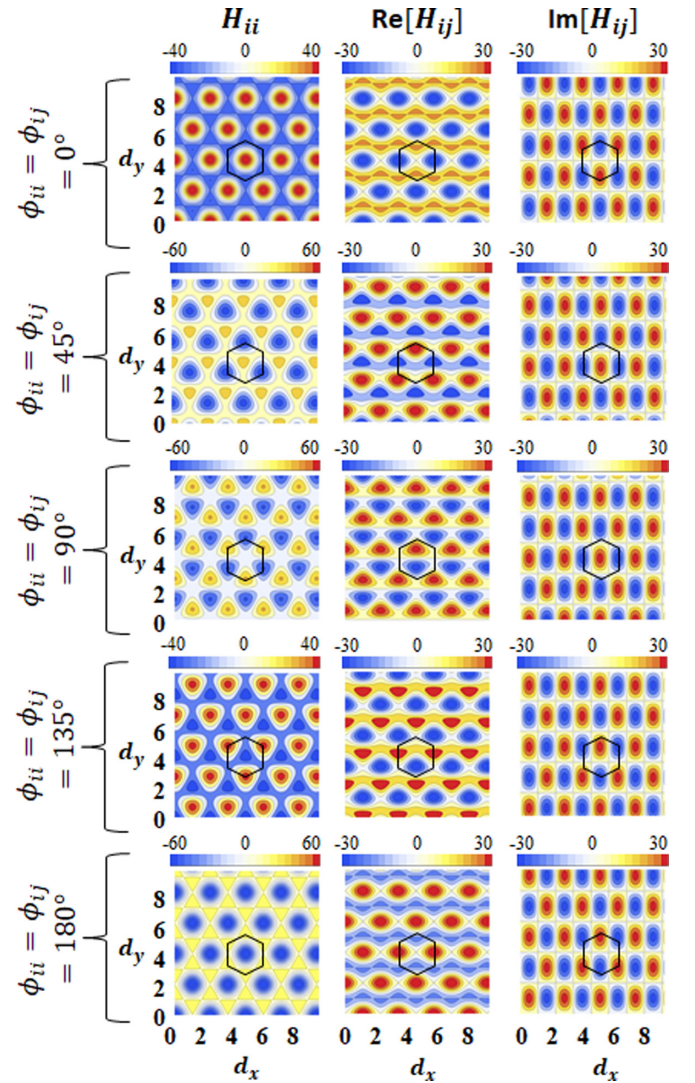 H_ii Re[H_ij] Im[H_ij]
-40 0 40 -30 0 30 -30 0 30
ϕ_ii = ϕ_ij
= 0°
d_y
8
6
4
2
0
-60 0 60 -30 0 30 -30 0 30
ϕ_ii = ϕ_ij
= 45°
d_y
8
6
4
2
0
-60 0 60 -30 0 30 -30 0 30
ϕ_ii = ϕ_ij
= 90°
d_y
8
6
4
2
0
-40 0 40 -30 0 30 -30 0 30
ϕ_ii = ϕ_ij
= 135°
d_y
8
6
4
2
0
-60 0 60 -30 0 30 -30 0 30
ϕ_ii = ϕ_ij
= 180°
d_y
8
6
4
2
0
0 2 4 6 8 0 2 4 6 8 0 2 4 6 8
d_x d_x d_x